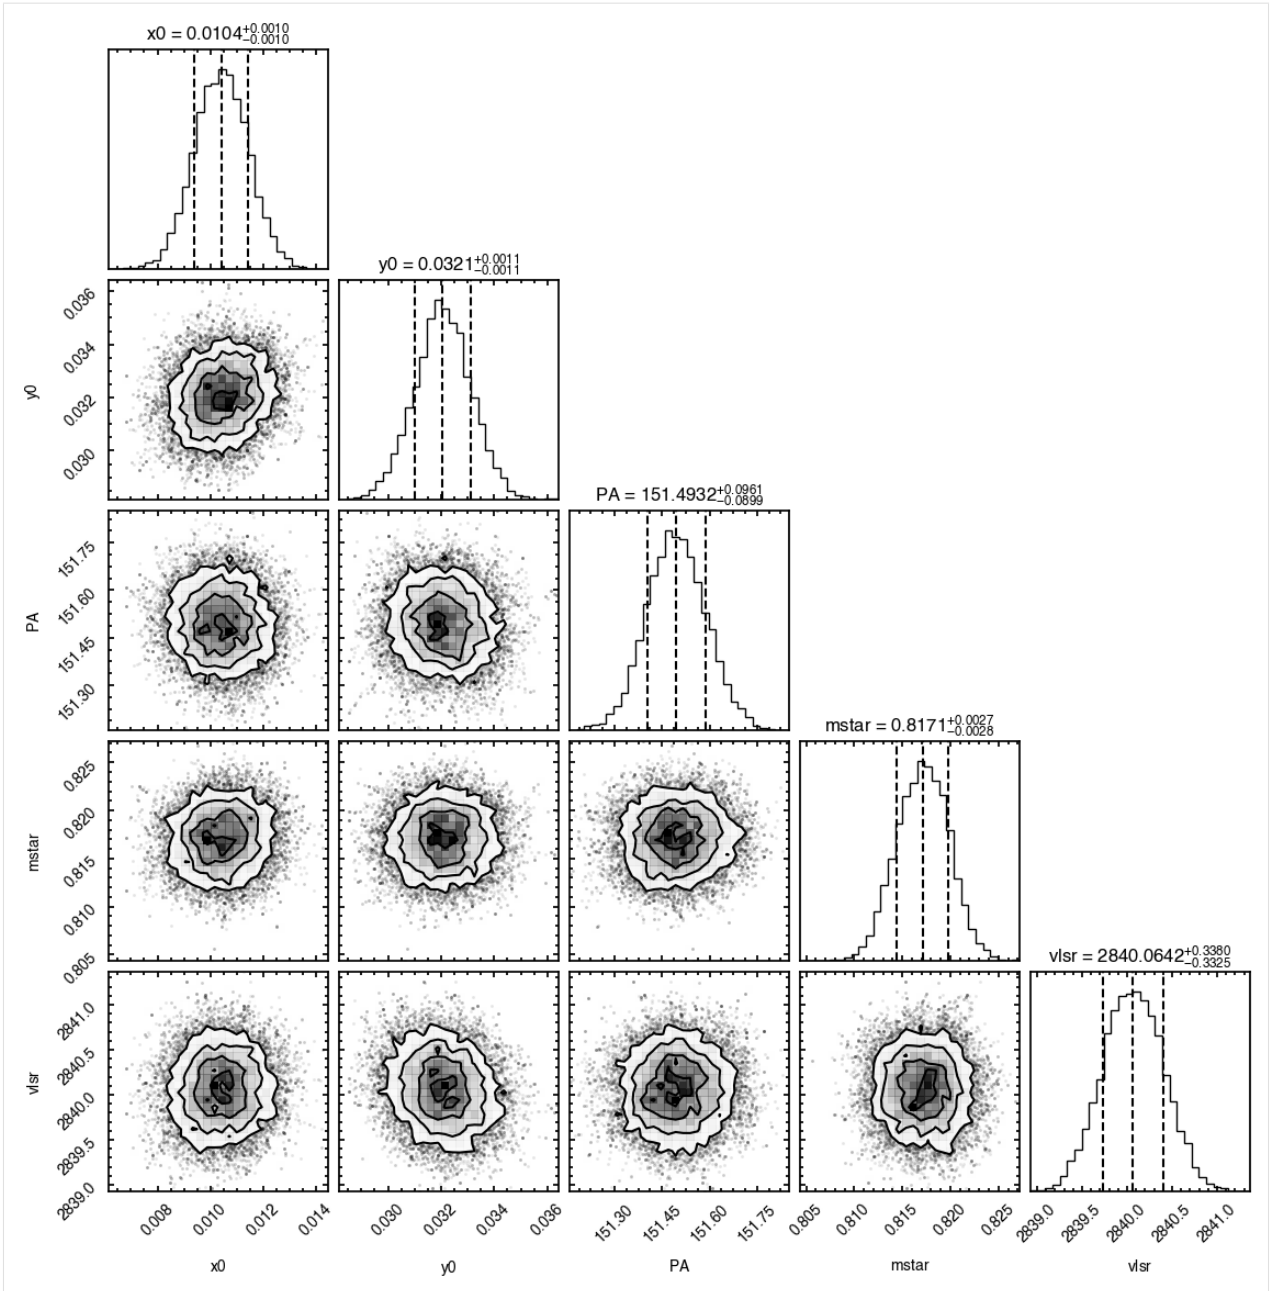 x0 = 0.0104+0.0010−0.0010
y0 = 0.0321+0.0011−0.0011
0.036
0.034
0.032
0.030
y0
PA = 151.4932+0.0961−0.0899
151.75
151.60
151.45
151.30
PA
mstar = 0.8171+0.0027−0.0028
0.825
0.820
0.815
0.810
0.805
mstar
vlsr = 2840.0642+0.3380−0.3325
2841.0
2840.5
2840.0
2839.5
2839.0
vlsr
0.008 0.010 0.012 0.014 0.030 0.032 0.034 0.036 151.30 151.45 151.60 151.75 0.805 0.810 0.815 0.820 0.825 2839.0 2839.5 2840.0 2840.5 2841.0
x0 y0 PA mstar vlsr